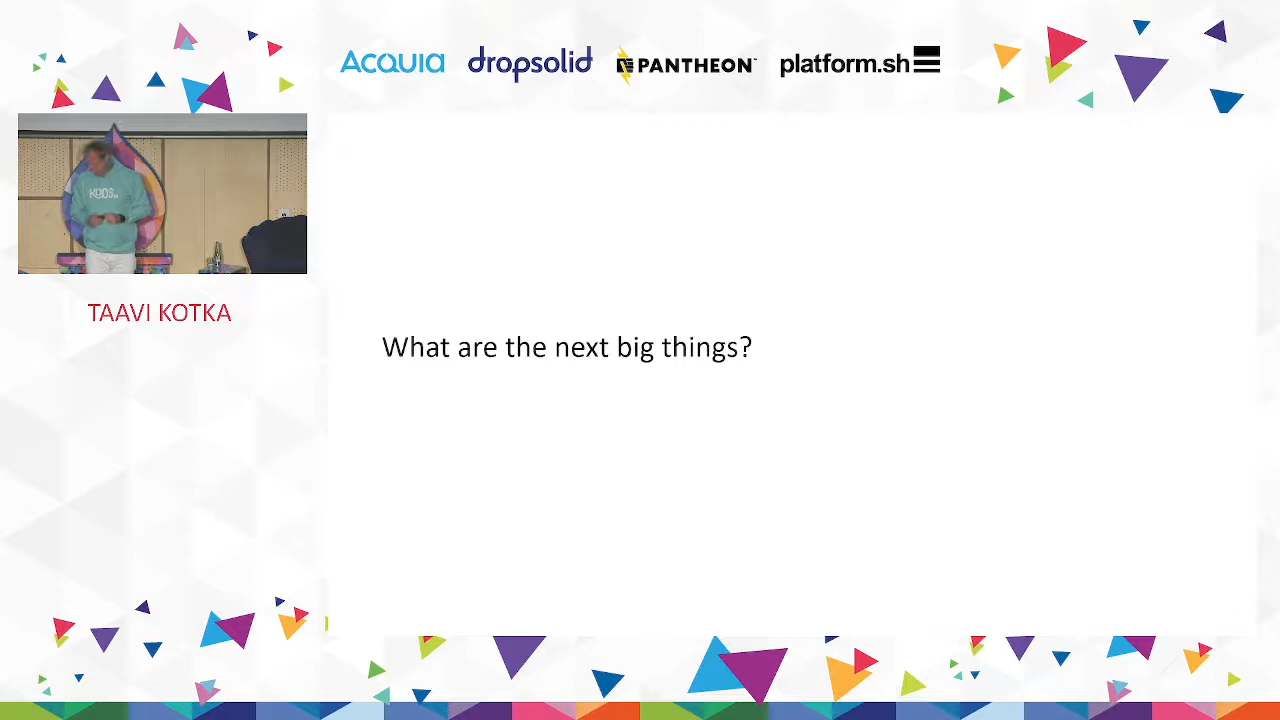 ACQUIA
dropsolid
PANTHEON
platform.sh
TAAVI KOTKA
What are the next big things?